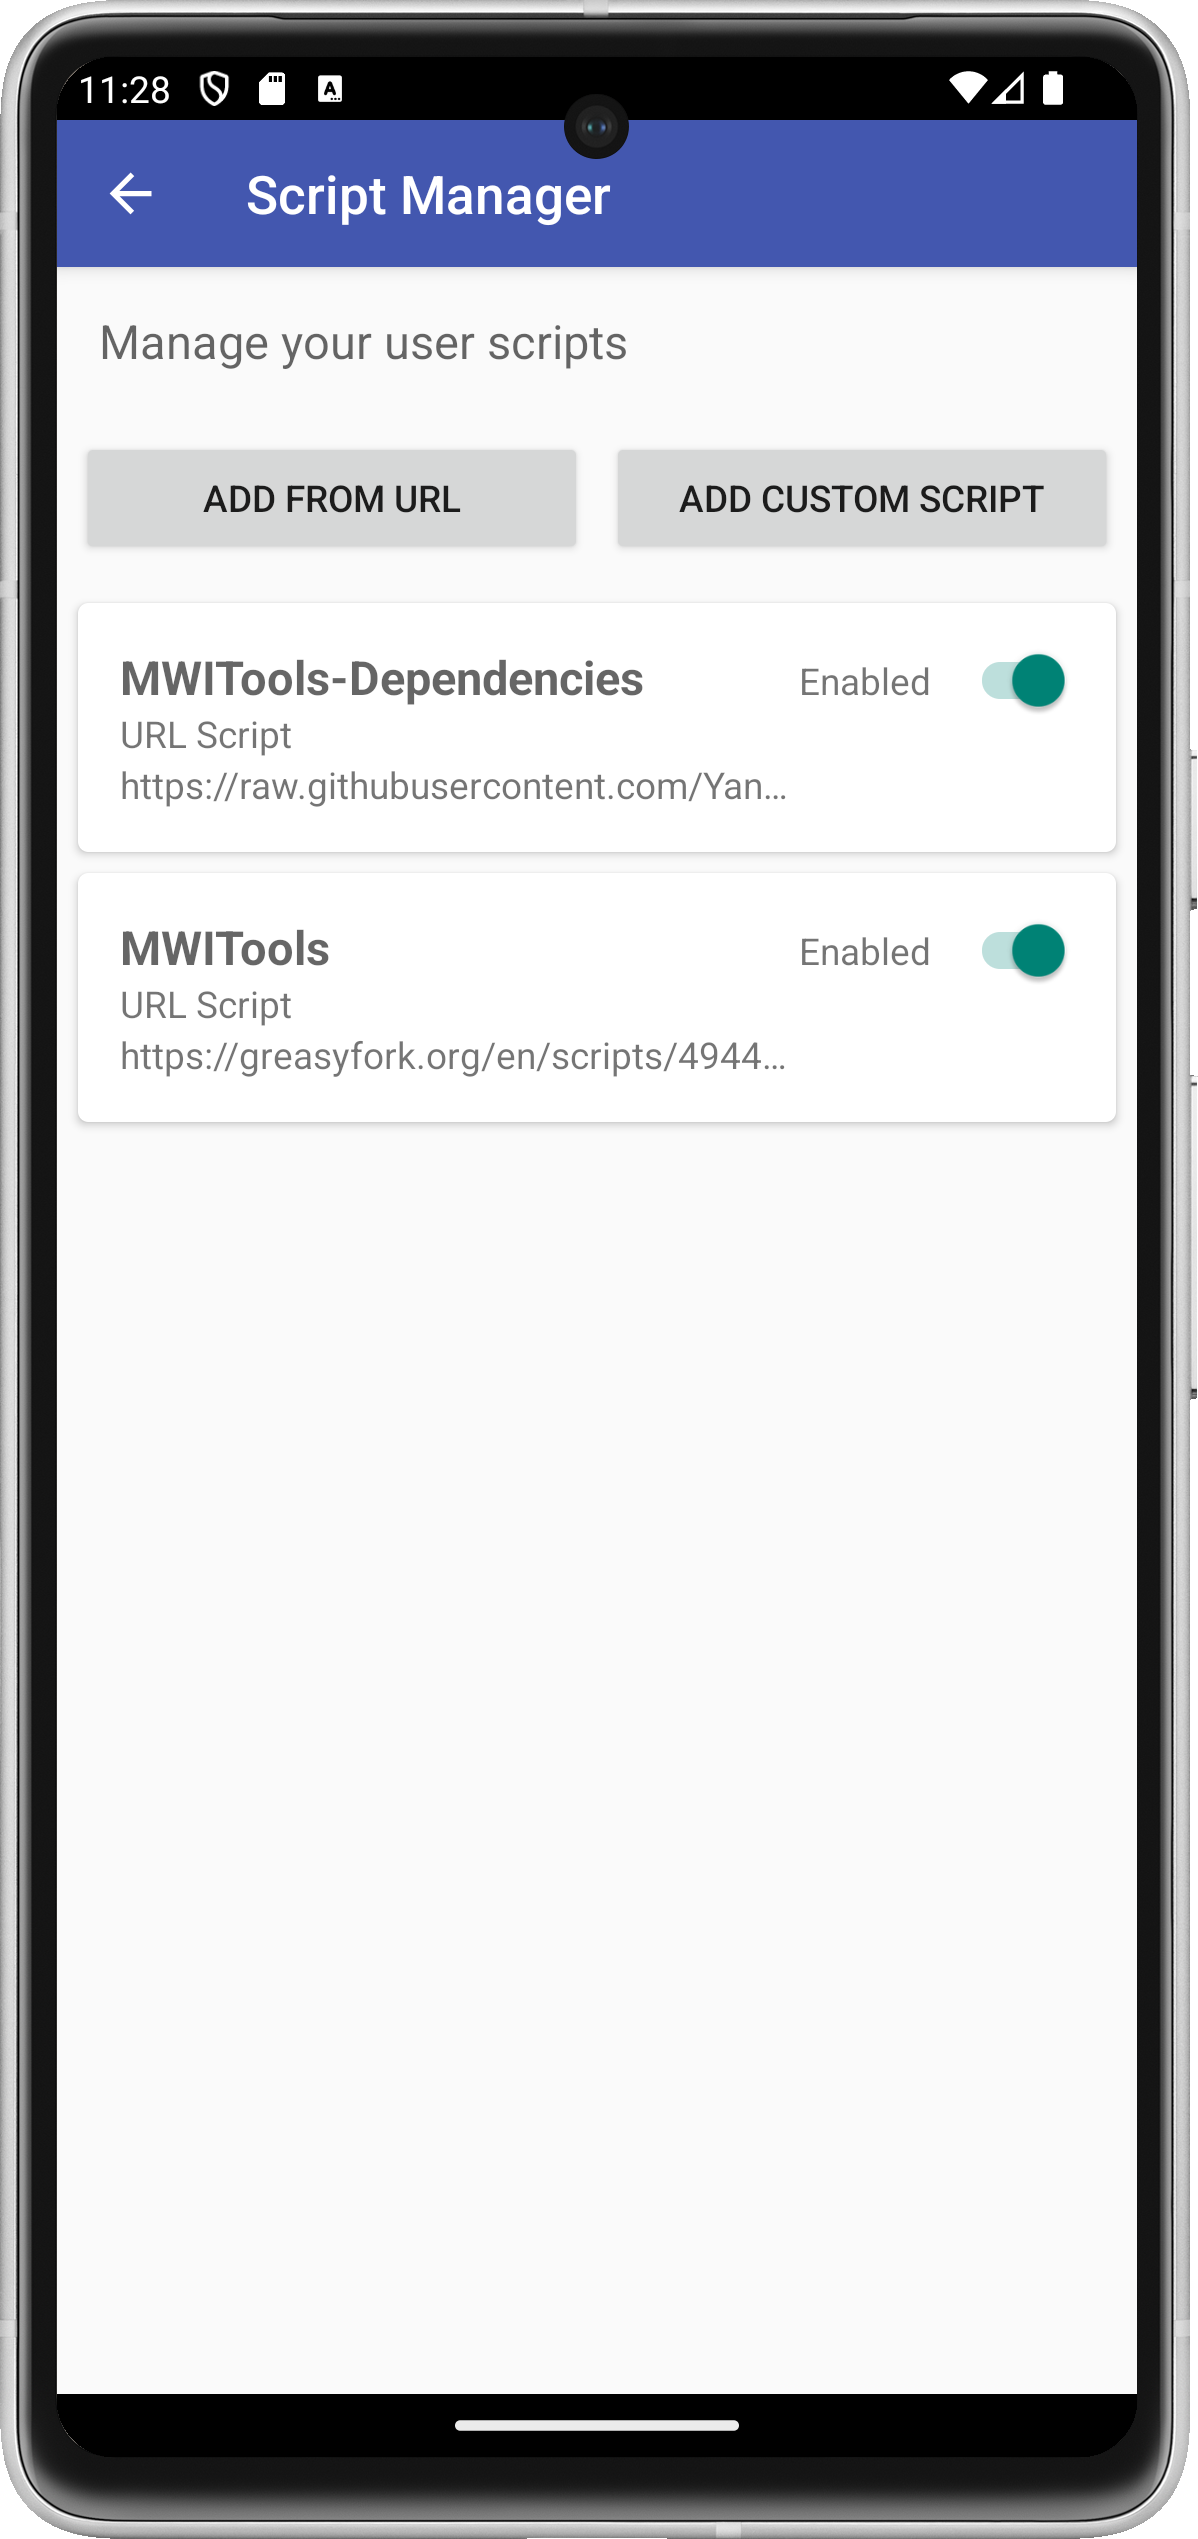 11:28
Script Manager
Manage your user scripts
ADD FROM URL
ADD CUSTOM SCRIPT
MWITools-Dependencies
Enabled
URL Script
https://raw.githubusercontent.com/Yan...
MWITools
Enabled
URL Script
https://greasyfork.org/en/scripts/4944...